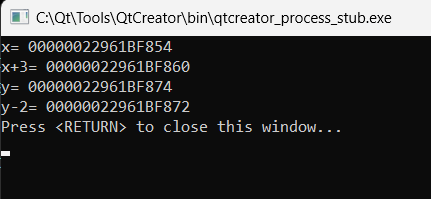 C:\Qt\Tools\QtCreator\bin\qtcreator_process_stub.exe
x= 00000022961BF854
x+3= 00000022961BF860
y= 00000022961BF874
y-2= 00000022961BF872
Press <RETURN> to close this window...